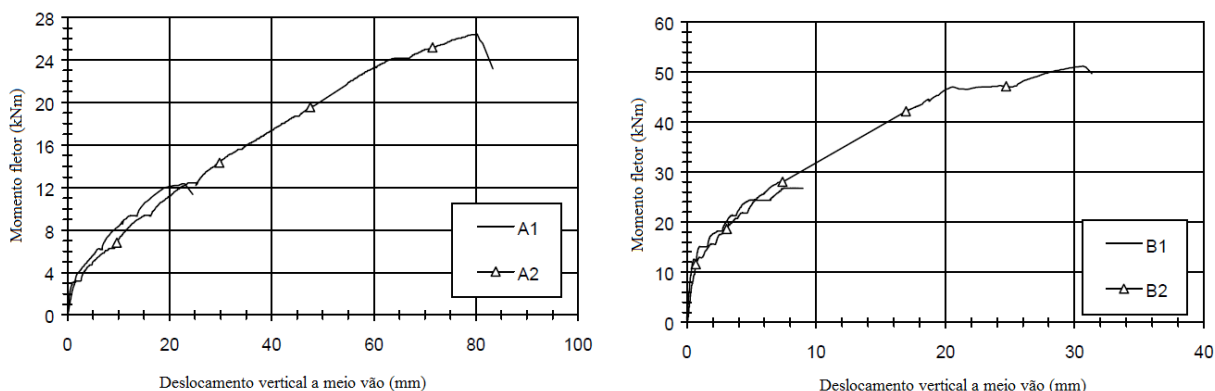 28
24
20
16
12
8
4
0
Momento fletor (kNm)
0 20 40 60 80 100
Deslocamento vertical a meio vão (mm)
A1
A2
60
50
40
30
20
10
0
Momento fletor (kNm)
0 10 20 30 40
Deslocamento vertical a meio vão (mm)
B1
B2